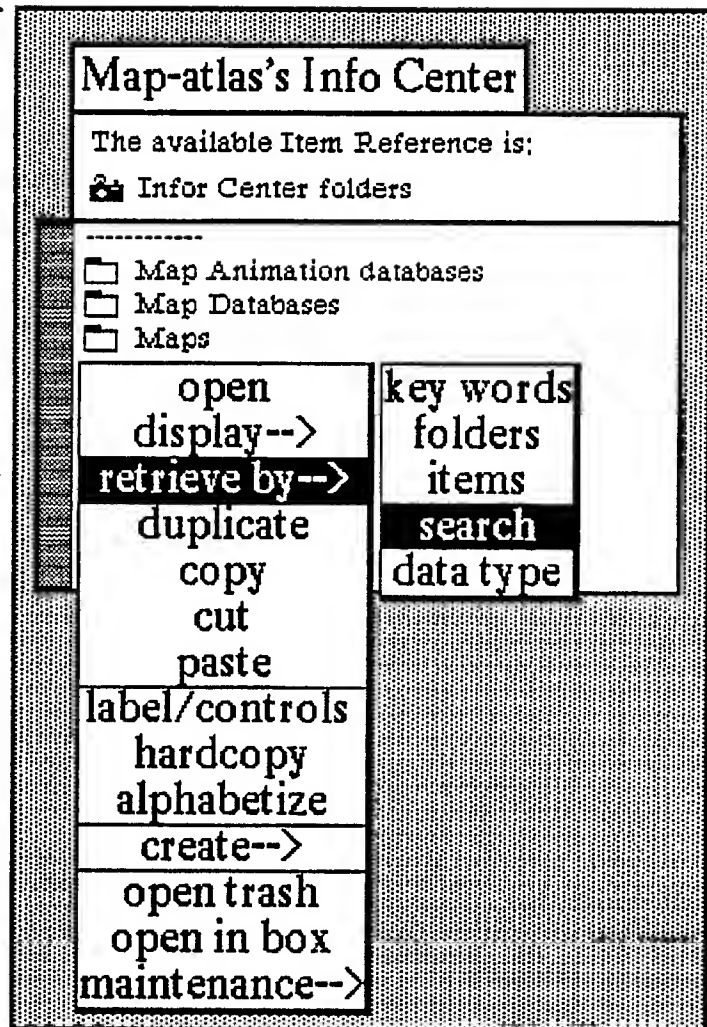 Map-atlas's Info Center
The available Item Reference is:
Infor Center folders
------------
Map Animation databases
Map Databases
Maps
open
display-->
retrieve by-->
duplicate
copy
cut
paste
label/controls
hardcopy
alphabetize
create-->
open trash
open in box
maintenance-->
key words
folders
items
search
data type